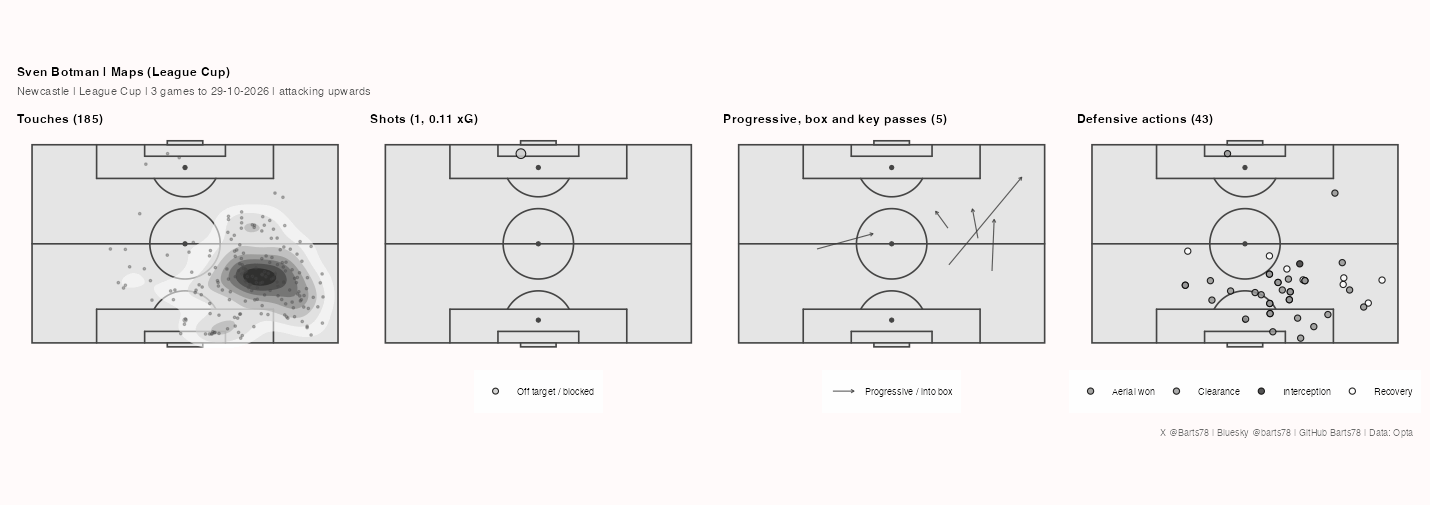 Sven Botman | Maps (League Cup)
Newcastle | League Cup | 3 games to 29-10-2026 | attacking upwards
Touches (185)
Shots (1, 0.11 xG)
Progressive, box and key passes (5)
Defensive actions (43)
Off target / blocked
Progressive / into box
Aerial won
Clearance
Interception
Recovery
X @Barts78 | Bluesky @barts78 | GitHub Barts78 | Data: Opta